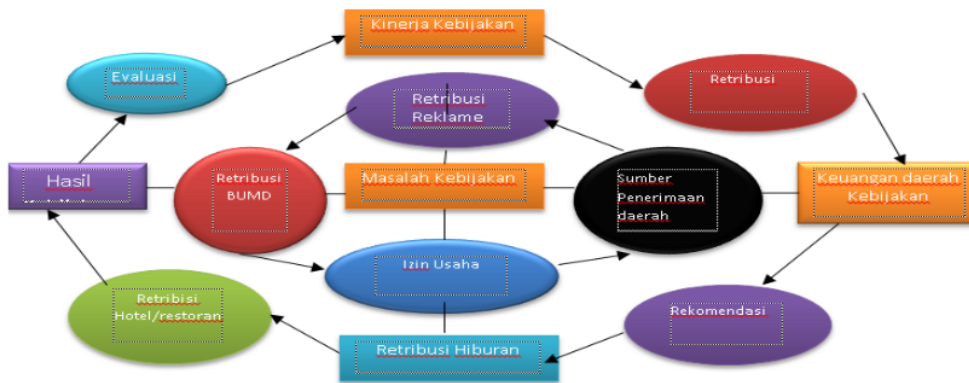 Kinerja Kebijakan
Evaluasi
Retribusi
Retribusi
Reklame
Hasil
Retribusi
BUMD
Masalah Kebijakan
Sumber
Penerimaan
daerah
Keuangan daerah
Kebijakan
Izin Usaha
Retribisi
Hotel/restoran
Rekomendasi
Retribusi Hiburan